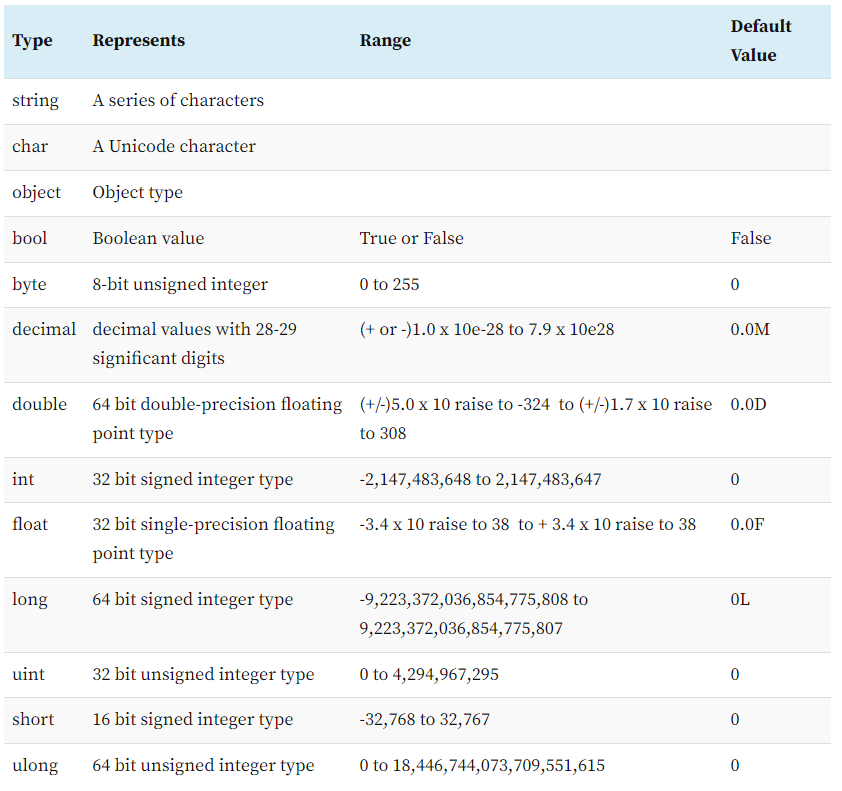 Type Represents Range Default Value
string A series of characters
char A Unicode character
object Object type
bool Boolean value True or False False
byte 8-bit unsigned integer 0 to 255 0
decimal decimal values with 28-29 significant digits (+ or -)1.0 x 10e-28 to 7.9 x 10e28 0.0M
double 64 bit double-precision floating point type (+/-)5.0 x 10 raise to -324 to (+/-)1.7 x 10 raise to 308 0.0D
int 32 bit signed integer type -2,147,483,648 to 2,147,483,647 0
float 32 bit single-precision floating point type -3.4 x 10 raise to 38 to + 3.4 x 10 raise to 38 0.0F
long 64 bit signed integer type -9,223,372,036,854,775,808 to 9,223,372,036,854,775,807 0L
uint 32 bit unsigned integer type 0 to 4,294,967,295 0
short 16 bit signed integer type -32,768 to 32,767 0
ulong 64 bit unsigned integer type 0 to 18,446,744,073,709,551,615 0